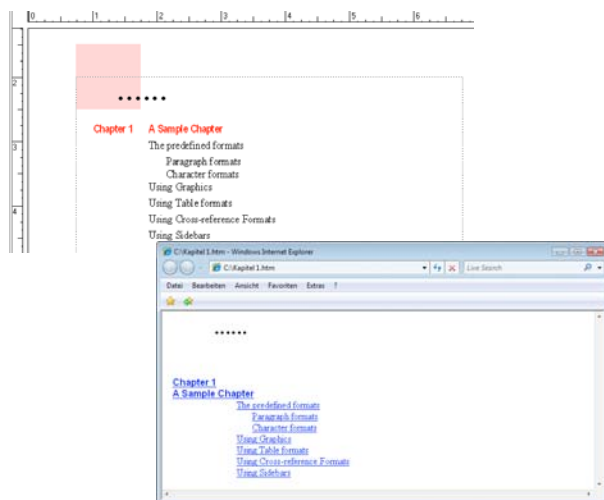 0 1 2 3 4 5 6
2
3
4
••••••
Chapter 1 A Sample Chapter
The predefined formats
Paragraph formats
Character formats
Using Graphics
Using Table formats
Using Cross-reference Formats
Using Sidebars
C:\Kapitel 1.htm - Windows Internet Explorer
C:\Kapitel 1.htm Live Search
Datei Bearbeiten Ansicht Favoriten Extras ?
••••••
Chapter 1
A Sample Chapter
The predefined formats
Paragraph formats
Character formats
Using Graphics
Using Table formats
Using Cross-reference Formats
Using Sidebars